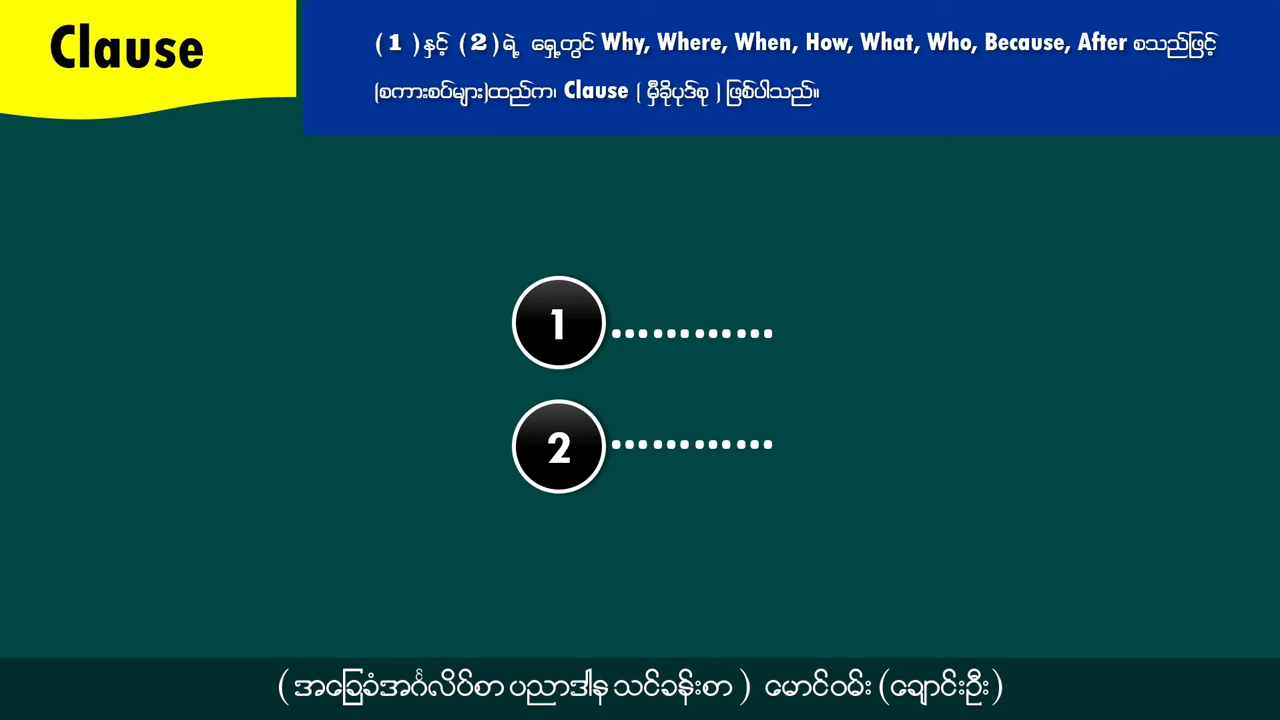 Clause
( 1 ) နှင့် ( 2 ) ရဲ့ ရှေ့တွင် Why, Where, When, How, What, Who, Because, After စသည်ဖြင့်
(စကားစပ်များ)ထည်က၊ Clause ( မှီခိုပုဒ်စု ) ဖြစ်ပါသည်။
1 ............
2 ............
( အခြေခံအင်္ဂလိပ်စာ ပညာဒါန သင်ခန်းစာ ) မောင်ဝမ်း (ချောင်းဦး)